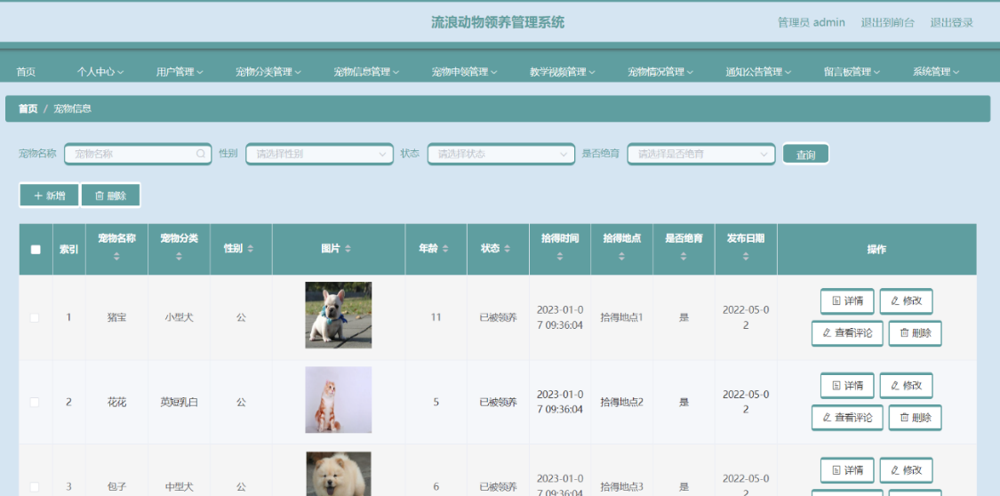 流浪动物领养管理系统
管理员 admin 退出到前台 退出登录
首页 个人中心 用户管理 宠物分类管理 宠物信息管理 宠物申领管理 教学视频管理 宠物情况管理 通知公告管理 留言板管理 系统管理
首页 / 宠物信息
宠物名称 宠物名称 性别 请选择性别 状态 请选择状态 是否绝育 请选择是否绝育 查询
新增 删除
索引 宠物名称 宠物分类 性别 图片 年龄 状态 拾得时间 拾得地点 是否绝育 发布日期 操作
1 猪宝 小型犬 公 11 已被领养 2023-01-0 拾得地点1 是 2022-05-0 详情 修改
7 09:36:04 2 查看评论 删除
2 花花 英短乳白 公 5 已被领养 2023-01-0 拾得地点2 是 2022-05-0 详情 修改
7 09:36:04 2 查看评论 删除
3 包子 中型犬 公 6 已被领养 2023-01-0 拾得地点3 是 2022-05-0 详情 修改
7 09:36:04 2